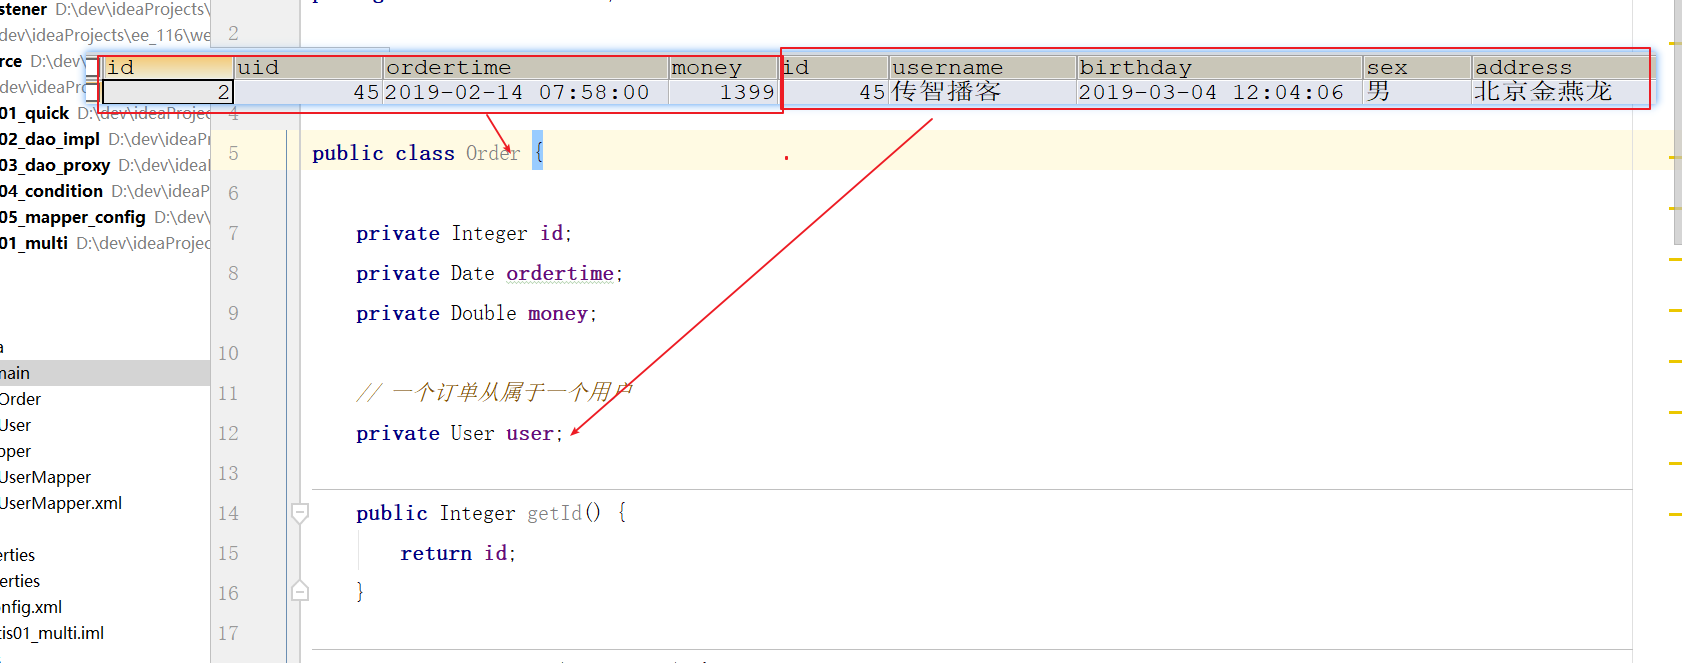 stener D:\dev\ideaProjects\
dev\ideaProjects\ee_116\we
rce D:\dev\
dev\ideaPro
01_quick D:\dev\ideaProjects
02_dao_impl D:\dev\ideaPr
03_dao_proxy D:\dev\ideal
04_condition D:\dev\ideaP
05_mapper_config D:\dev\
01_multi D:\dev\ideaProjec
main
Order
User
pper
UserMapper
UserMapper.xml
erties
erties
onfig.xml
tis01_multi.iml
id uid ordertime money id username birthday sex address
2 45 2019-02-14 07:58:00 1399 45 传智播客 2019-03-04 12:04:06 男 北京金燕龙
2
4
5 public class Order {
6
7 private Integer id;
8 private Date ordertime;
9 private Double money;
10
11 // 一个订单从属于一个用户
12 private User user;
13
14 public Integer getId() {
15 return id;
16 }
17